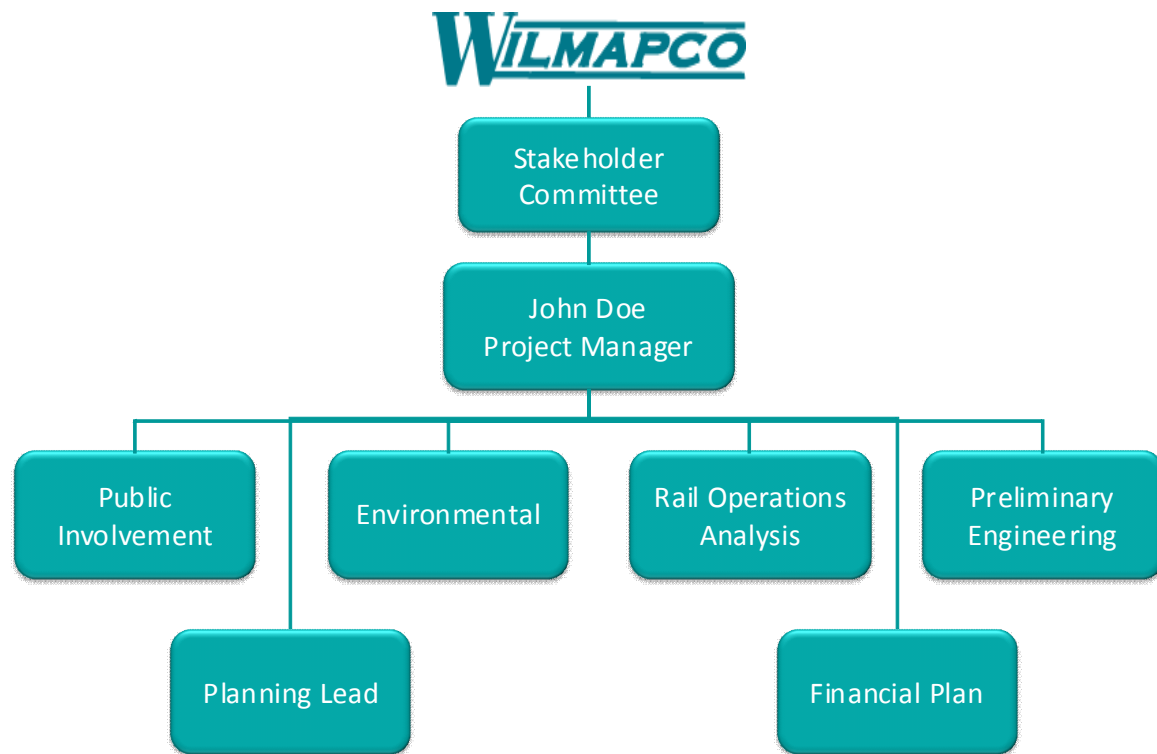 WILMAPCO
Stakeholder
Committee
John Doe
Project Manager
Public
Involvement
Environmental
Rail Operations
Analysis
Preliminary
Engineering
Planning Lead
Financial Plan